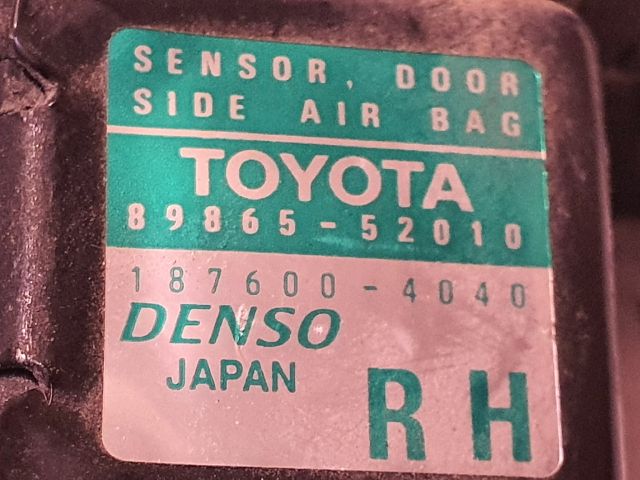 SENSOR, DOOR
SIDE AIR BAG
TOYOTA
89865-52010
187600-4040
DENSO
JAPAN
RH